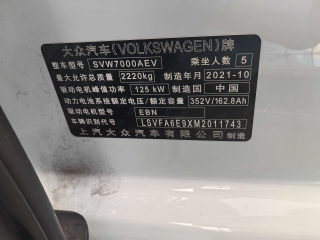 大众汽车(VOLKSWAGEN)牌
整车型号 SVW7000AEV 乘坐人数 5
最大允许总质量 2220kg 制造年月 2021-10
驱动电机峰值功率 125kW 制造国 中国
动力电池系统额定电压/额定容量 352V/162.8Ah
驱动电机型号 EBN
车辆识别代号 LSVFA6E9XM2011743
上汽大众汽车有限公司 制造